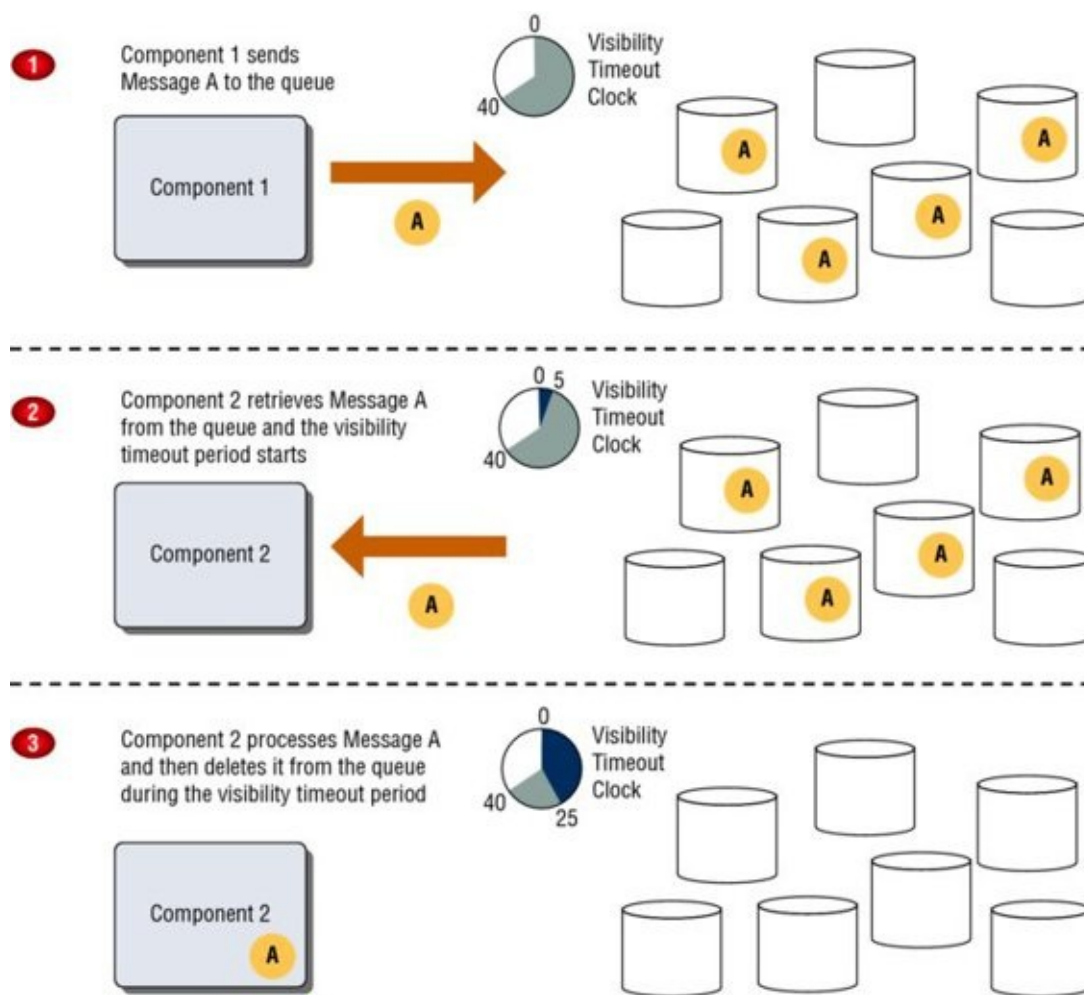 1
Component 1 sends
Message A to the queue
0
40
Visibility
Timeout
Clock
Component 1
A
A
A
A
A
2
Component 2 retrieves Message A
from the queue and the visibility
timeout period starts
0 5
40
Visibility
Timeout
Clock
Component 2
A
A
A
A
A
3
Component 2 processes Message A
and then deletes it from the queue
during the visibility timeout period
0
40
25
Visibility
Timeout
Clock
Component 2
A